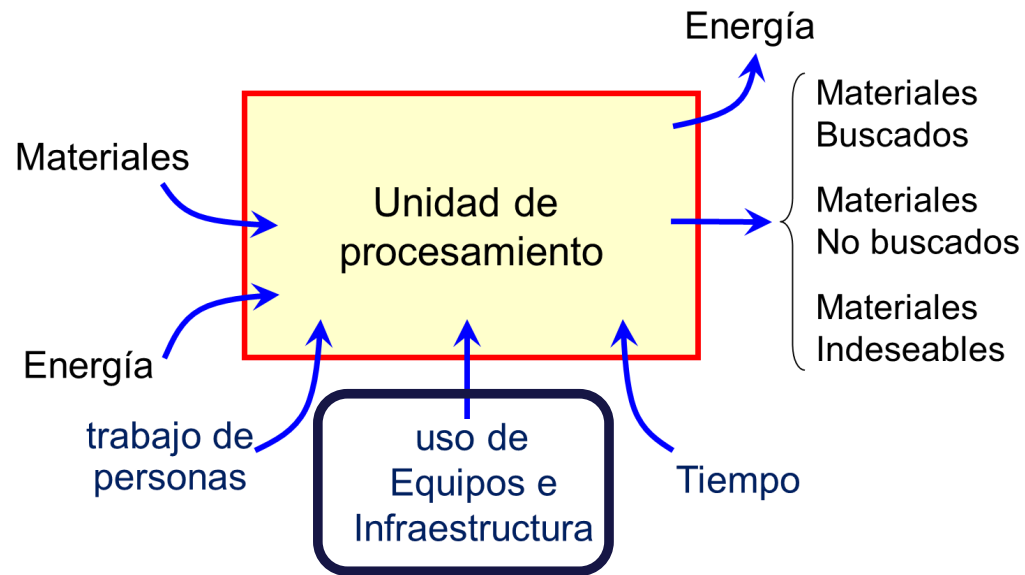 Energía
Materiales
Buscados
Materiales
No buscados
Materiales
Indeseables
Materiales
Unidad de
procesamiento
Energía
trabajo de
personas
uso de
Equipos e
Infraestructura
Tiempo